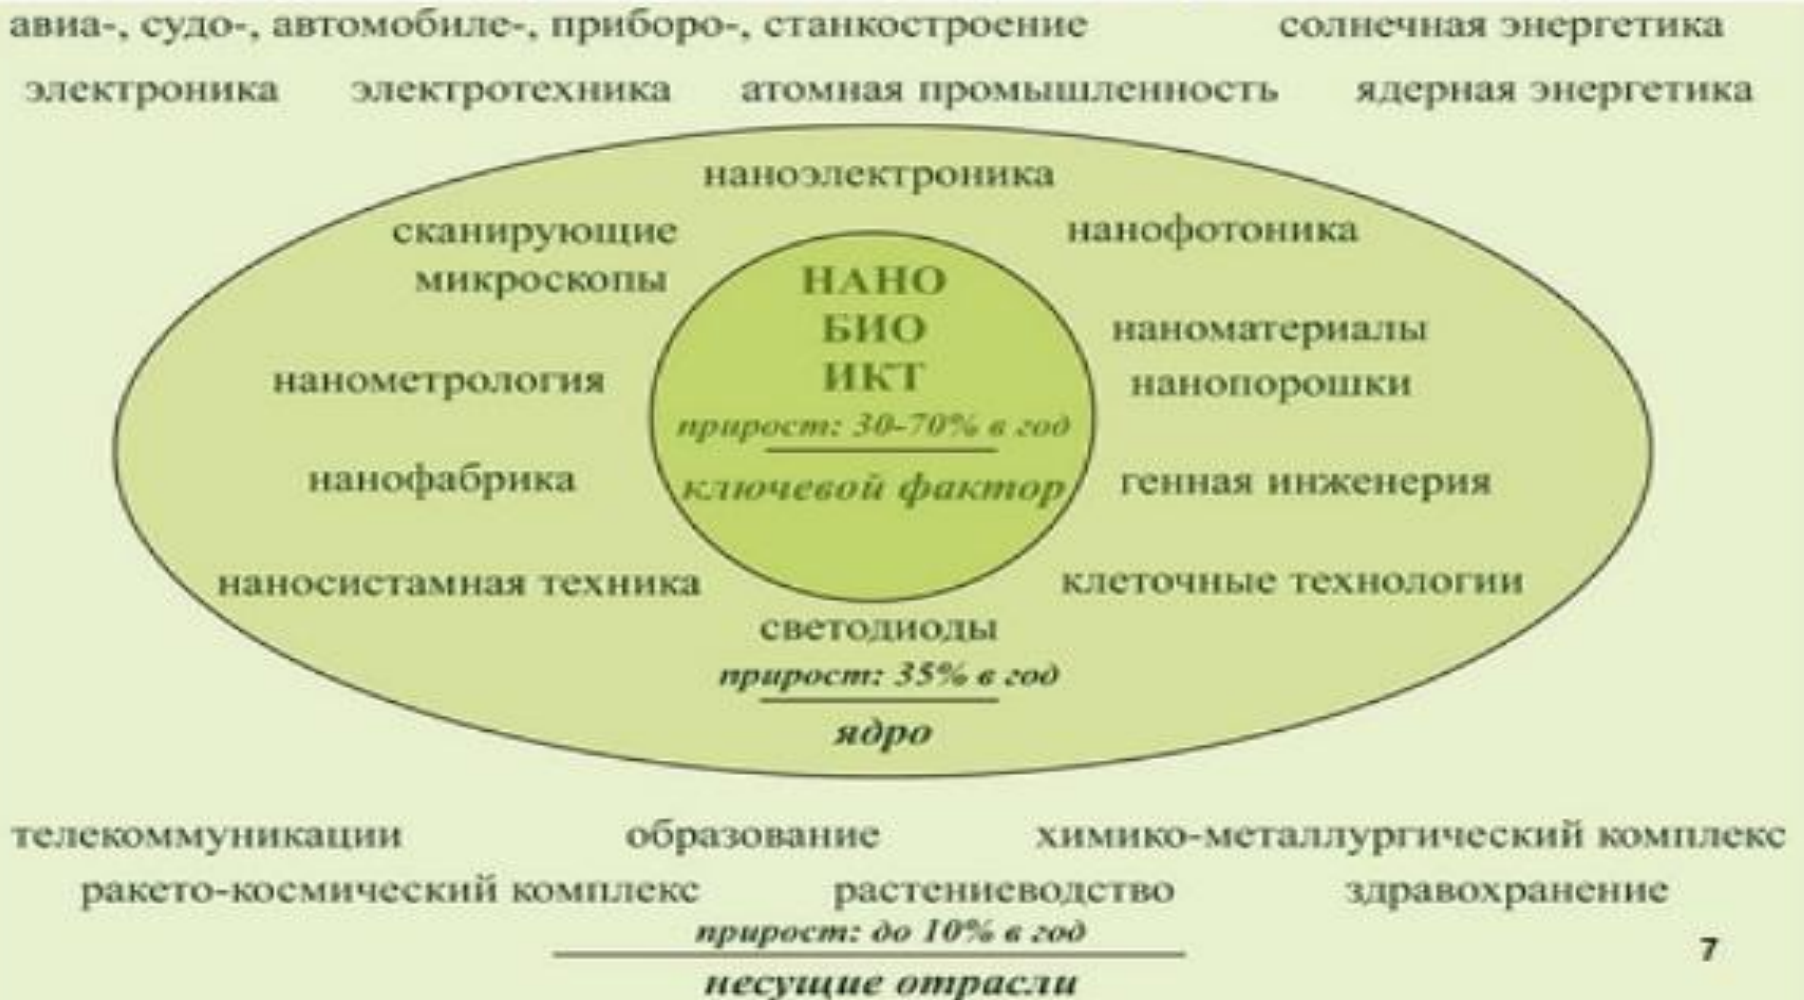 авиа-, судо-, автомобиле-, приборо-, станкостроение солнечная энергетика
электроника электротехника атомная промышленность ядерная энергетика
наноэлектроника
сканирующие
микроскопы
нанофотоника
НАНО
БИО
ИКТ
прирост: 30-70% в год
ключевой фактор
наноматериалы
нанометрология
нанопорошки
нанофабрика
генная инженерия
наносистамная техника
клеточные технологии
светодиоды
прирост: 35% в год
ядро
телекоммуникации образование химико-металлургический комплекс
ракето-космический комплекс растениеводство здравохранение
прирост: до 10% в год
несущие отрасли
7